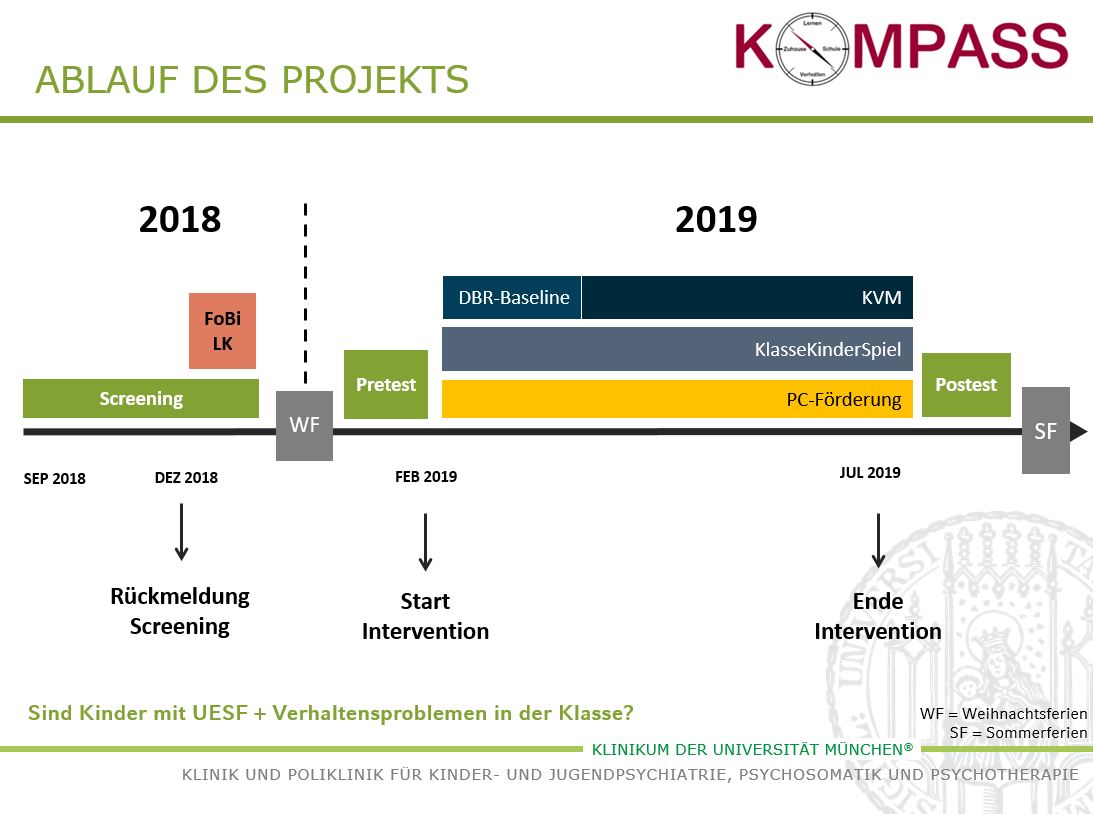 ABLAUF DES PROJEKTS
KOMPASS
Lernen
Zuhause
Schule
Verhalten
2018
2019
DBR-Baseline
KVM
FoBi
LK
KlasseKinderSpiel
Pretest
Postest
Screening
PC-Förderung
WF
SF
SEP 2018
DEZ 2018
FEB 2019
JUL 2019
Rückmeldung
Screening
Start
Intervention
Ende
Intervention
Sind Kinder mit UESF + Verhaltensproblemen in der Klasse?
WF = Weihnachtsferien
SF = Sommerferien
KLINIKUM DER UNIVERSITÄT MÜNCHEN®
KLINIK UND POLIKLINIK FÜR KINDER- UND JUGENDPSYCHIATRIE, PSYCHOSOMATIK UND PSYCHOTHERAPIE